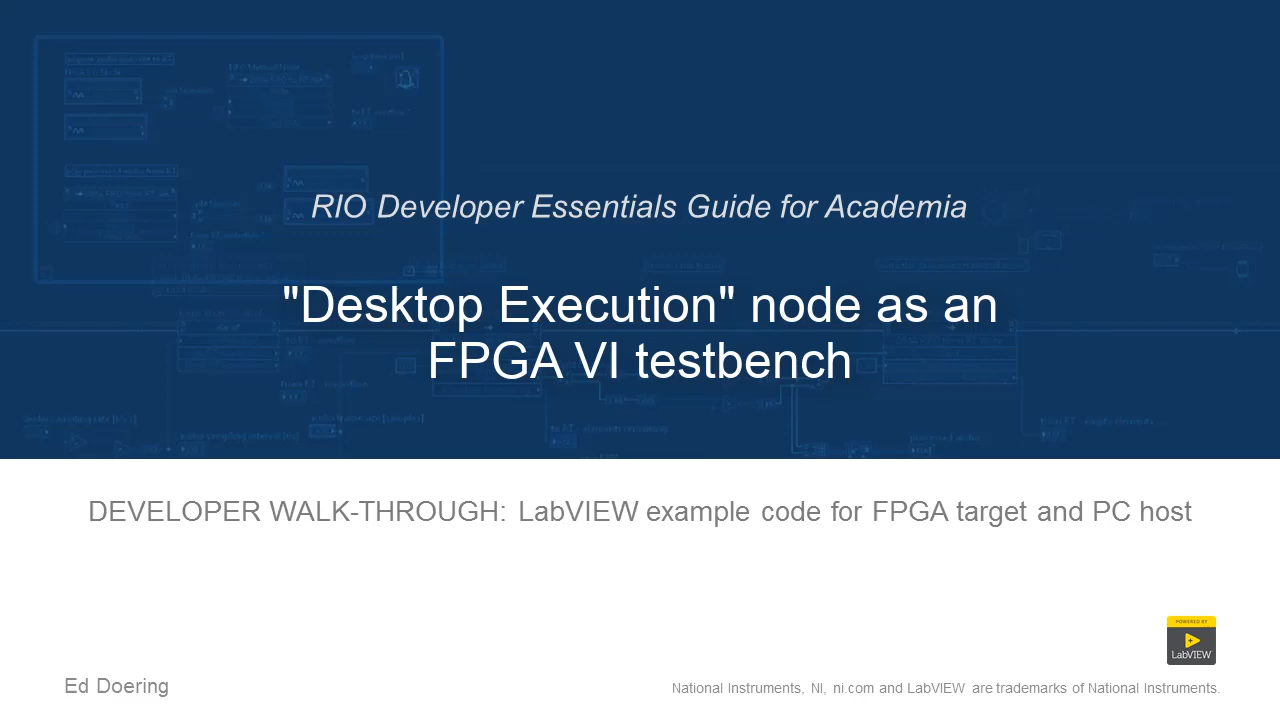 RIO Developer Essentials Guide for Academia
"Desktop Execution" node as an
FPGA VI testbench
DEVELOPER WALK-THROUGH: LabVIEW example code for FPGA target and PC host
POWERED BY
LabVIEW
Ed Doering
National Instruments, NI, ni.com and LabVIEW are trademarks of National Instruments.